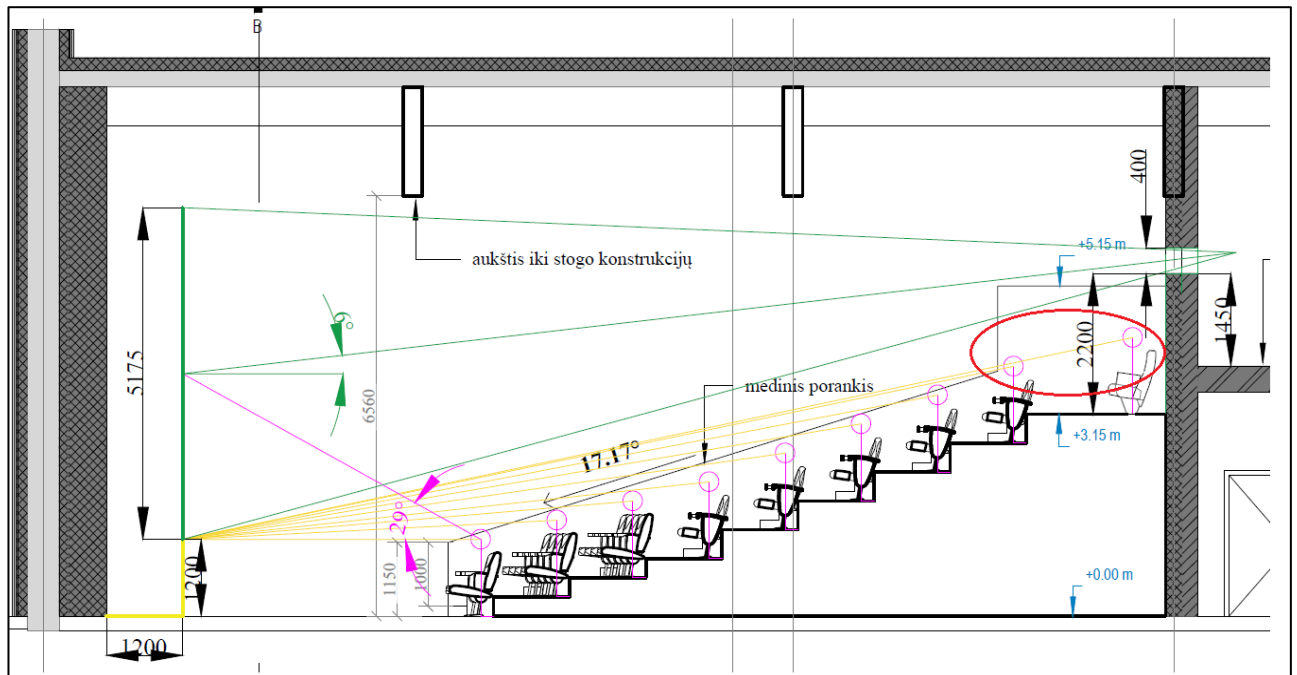 B
400
+5.15 m
aukštis iki stogo konstrukcijų
6°
2200
1450
5175
6560
medinis porankis
17.17°
+3.15 m
29°
1200
1150
1000
+0.00 m
1200